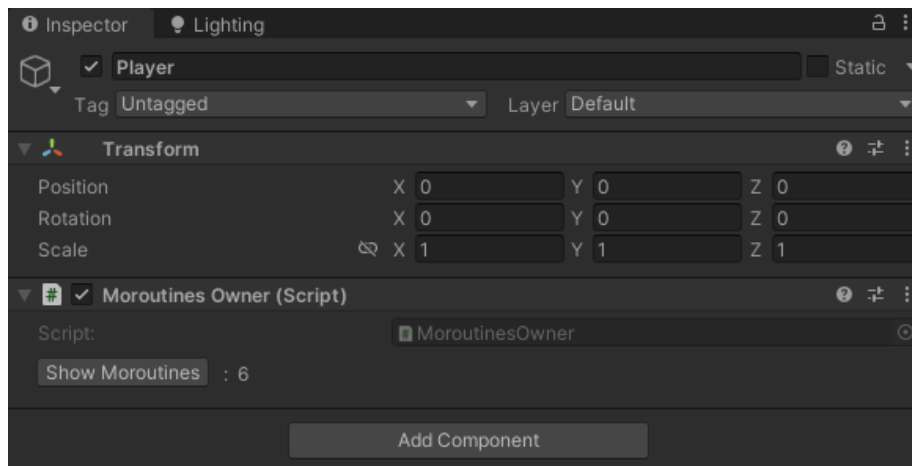 Inspector Lighting
Player Static
Tag Untagged Layer Default
Transform
Position X 0 Y 0 Z 0
Rotation X 0 Y 0 Z 0
Scale X 1 Y 1 Z 1
# Moroutines Owner (Script)
Script: # MoroutinesOwner
Show Moroutines : 6
Add Component